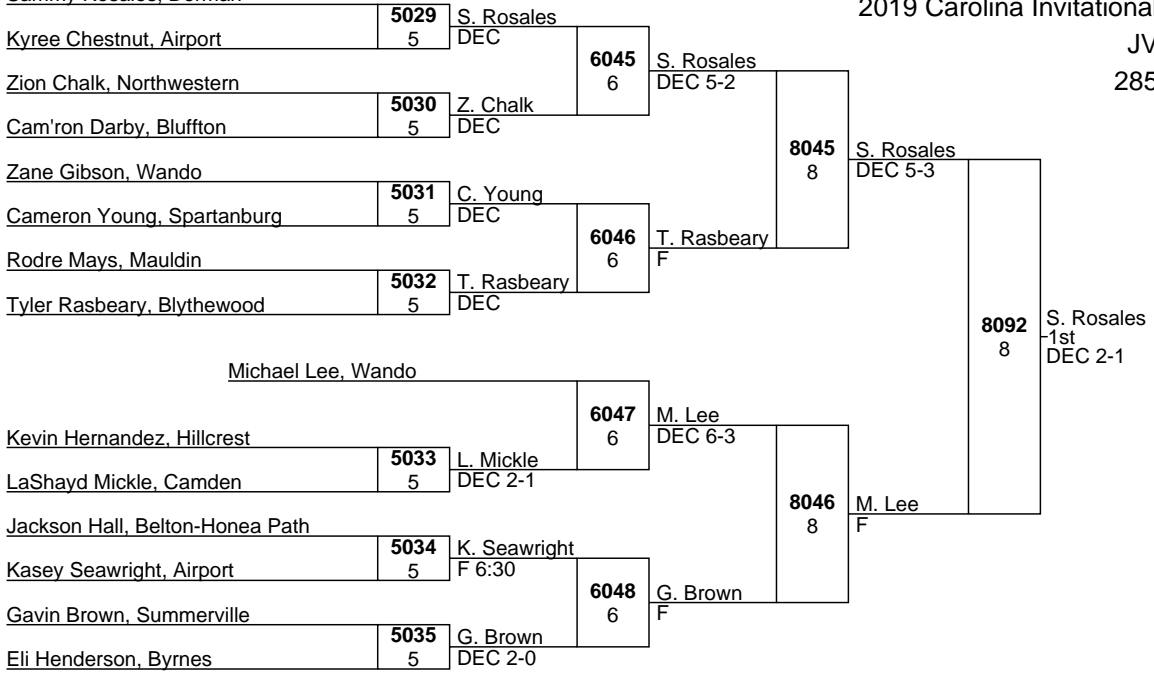 2019 Carolina Invitational
JV
285
5029
5
S. Rosales
DEC
Kyree Chestnut, Airport
6045
6
S. Rosales
DEC 5-2
Zion Chalk, Northwestern
5030
5
Z. Chalk
DEC
Cam'ron Darby, Bluffton
8045
8
S. Rosales
DEC 5-3
Zane Gibson, Wando
5031
5
C. Young
DEC
Cameron Young, Spartanburg
6046
6
T. Rasbeary
F
Rodre Mays, Mauldin
5032
5
T. Rasbeary
DEC
Tyler Rasbeary, Blythewood
8092
8
S. Rosales
1st
DEC 2-1
Michael Lee, Wando
6047
6
M. Lee
DEC 6-3
Kevin Hernandez, Hillcrest
5033
5
L. Mickle
DEC 2-1
LaShayd Mickle, Camden
8046
8
M. Lee
F
Jackson Hall, Belton-Honea Path
5034
5
K. Seawright
F 6:30
Kasey Seawright, Airport
6048
6
G. Brown
F
Gavin Brown, Summerville
5035
5
G. Brown
DEC 2-0
Eli Henderson, Byrnes